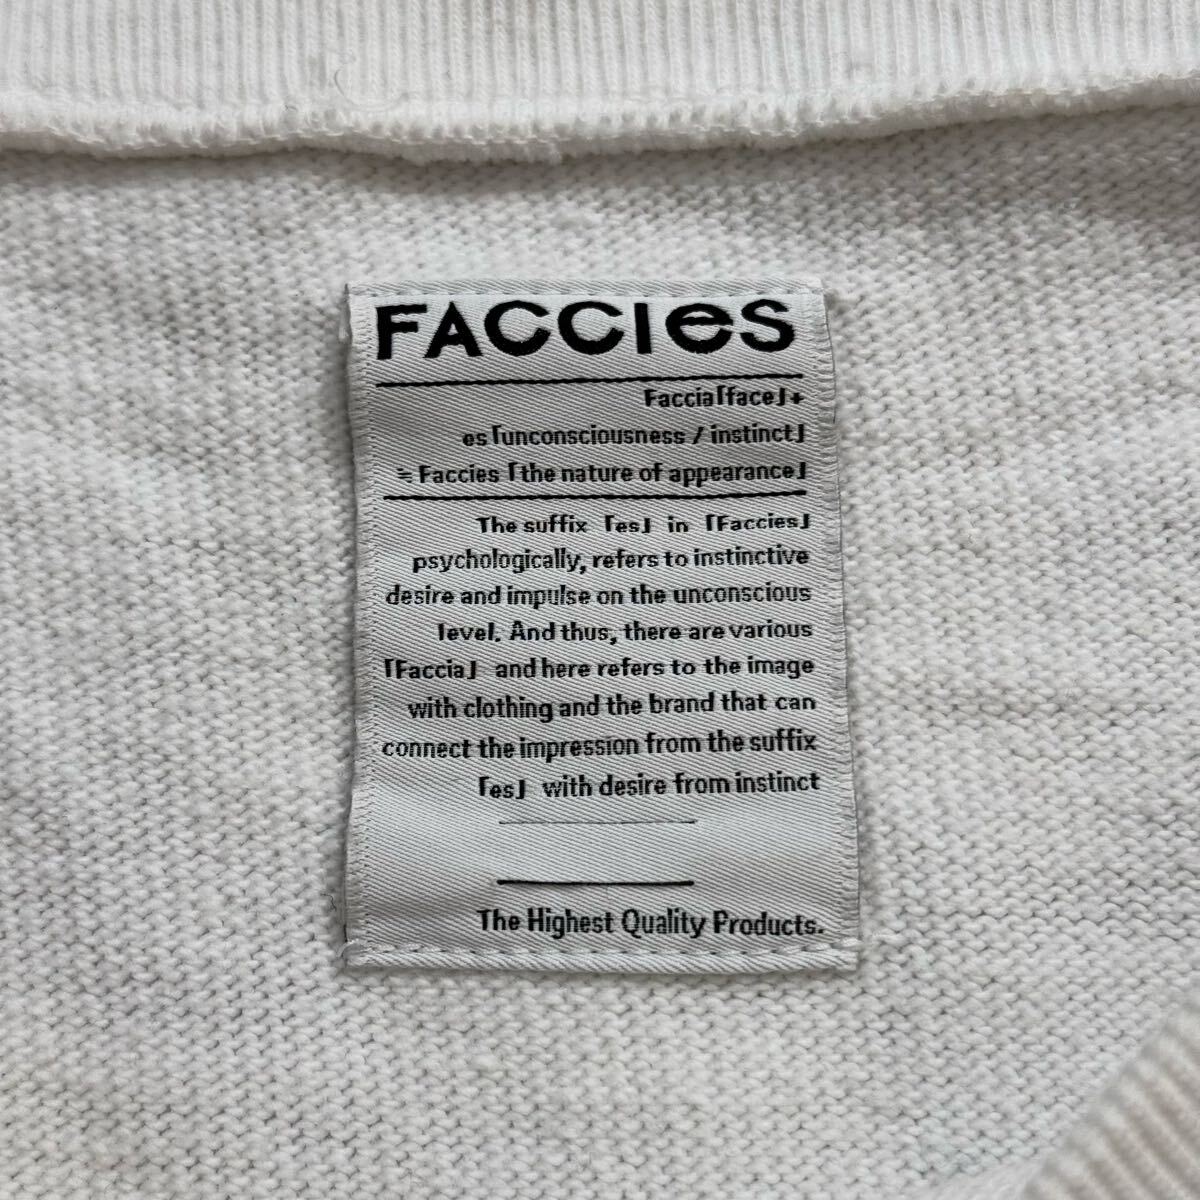 FACCIeS
Faccia「face」+
es「unconsciousness / instinct」
≒ Faccies「the nature of appearance」
The suffix 「es」 in 「Faccies」
psychologically, refers to instinctive
desire and impulse on the unconscious
level. And thus, there are various
「Faccia」 and here refers to the image
with clothing and the brand that can
connect the impression from the suffix
「es」 with desire from instinct
The Highest Quality Products.